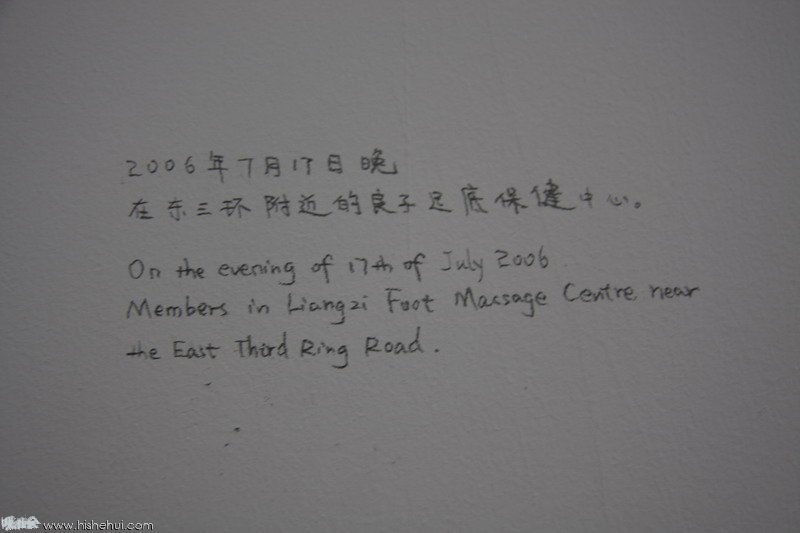 2006年7月17日晚
在东三环附近的良子足底保健中心。
On the evening of 17th of July 2006
Members in Liangzi Foot Massage Centre near
the East Third Ring Road.
www.hishehui.com